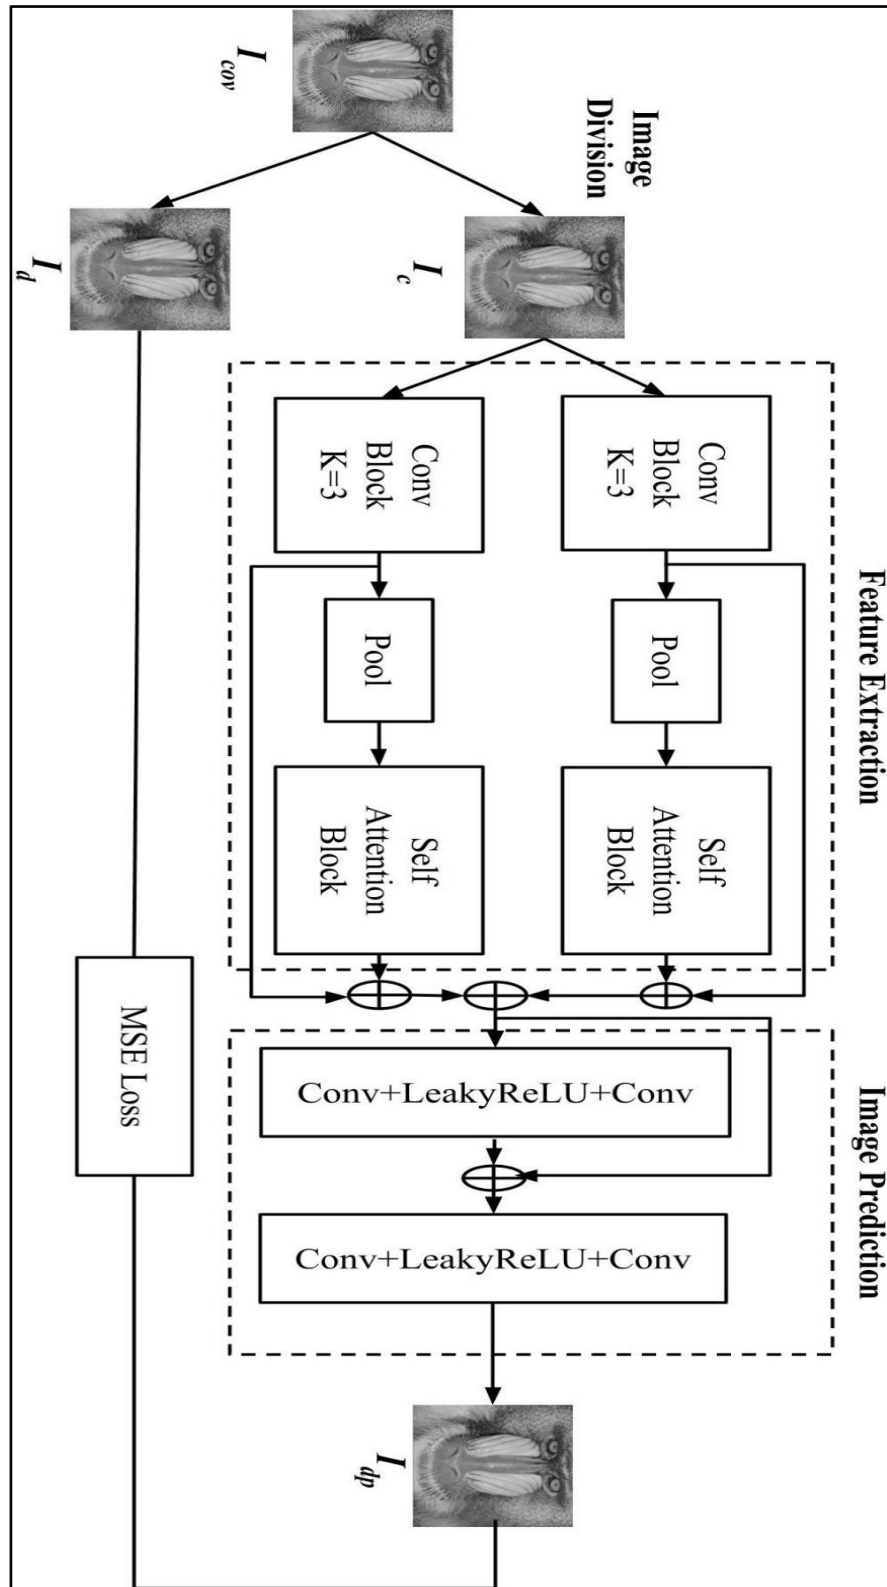 Image
Division
Feature Extraction
Image Prediction
I_cov
I_c
I_d
Conv
Block
K=3
Pool
Self
Attention
Block
Conv
Block
K=3
Pool
Self
Attention
Block
Conv+LeakyReLU+Conv
Conv+LeakyReLU+Conv
I_dp
MSE Loss